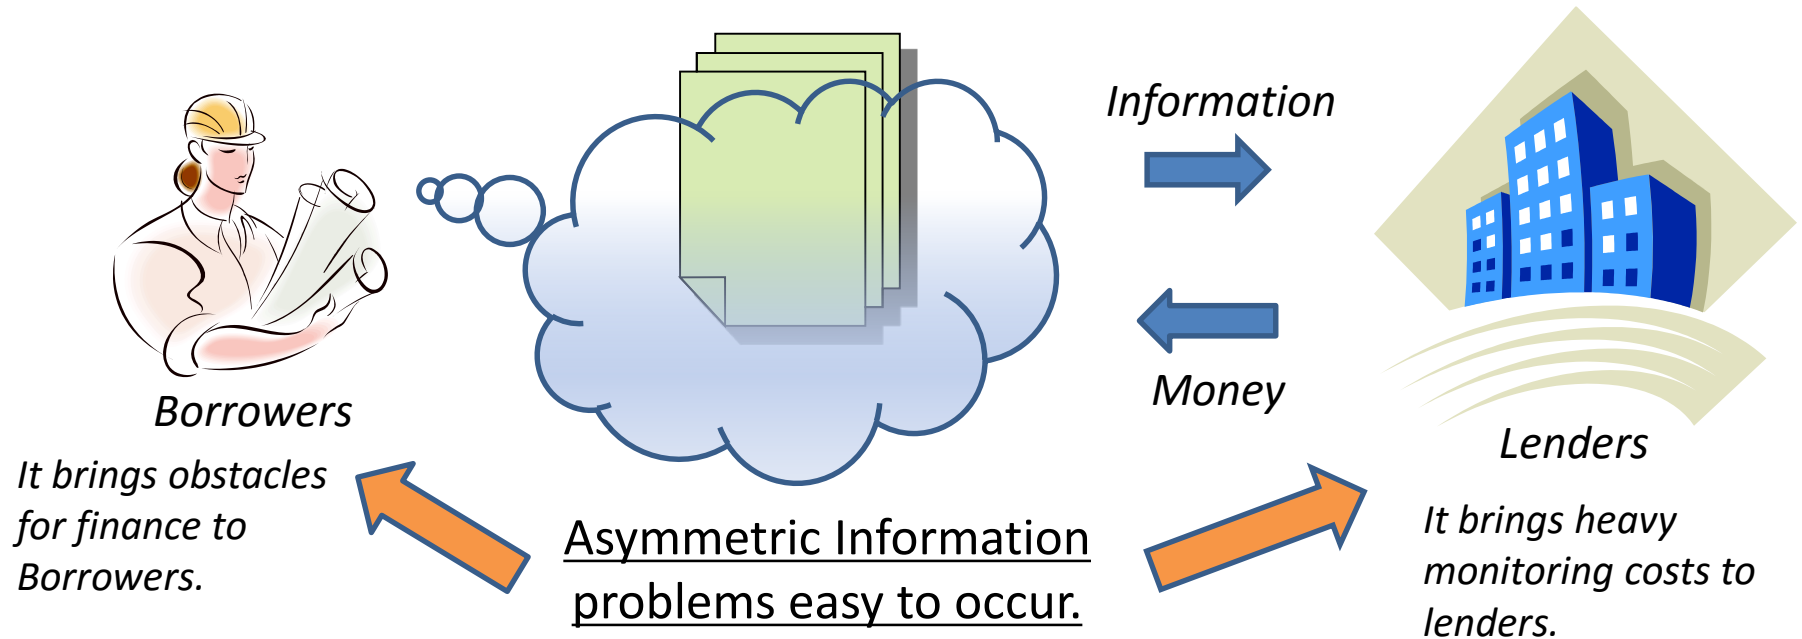 Information
Money
Borrowers
It brings obstacles
for finance to
Borrowers.
Asymmetric Information
problems easy to occur.
Lenders
It brings heavy
monitoring costs to
lenders.